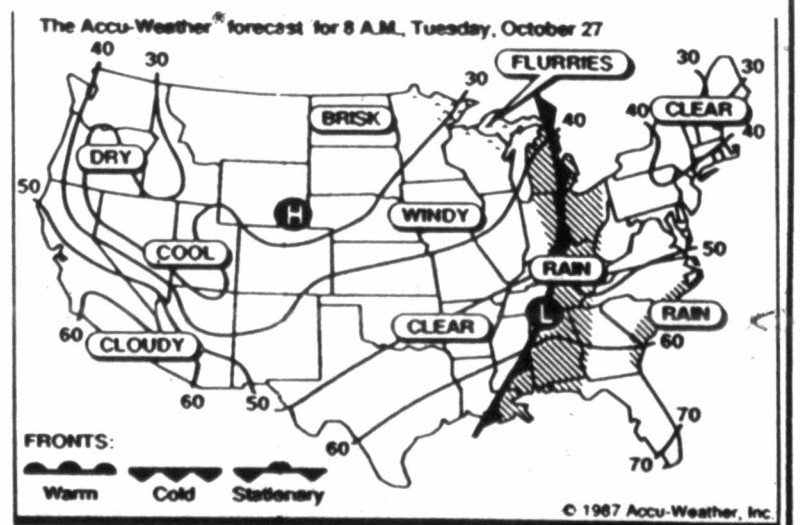 The Accu-Weather® forecast for 8 A.M., Tuesday, October 27
40
30
FLURRIES
30
30
30
BRISK
40
40
CLEAR
40
DRY
50
H
WINDY
COOL
50
RAIN
L
RAIN
60
CLOUDY
CLEAR
60
60
50
60
70
70
FRONTS:
Warm
Cold
Stationary
© 1987 Accu-Weather, Inc.